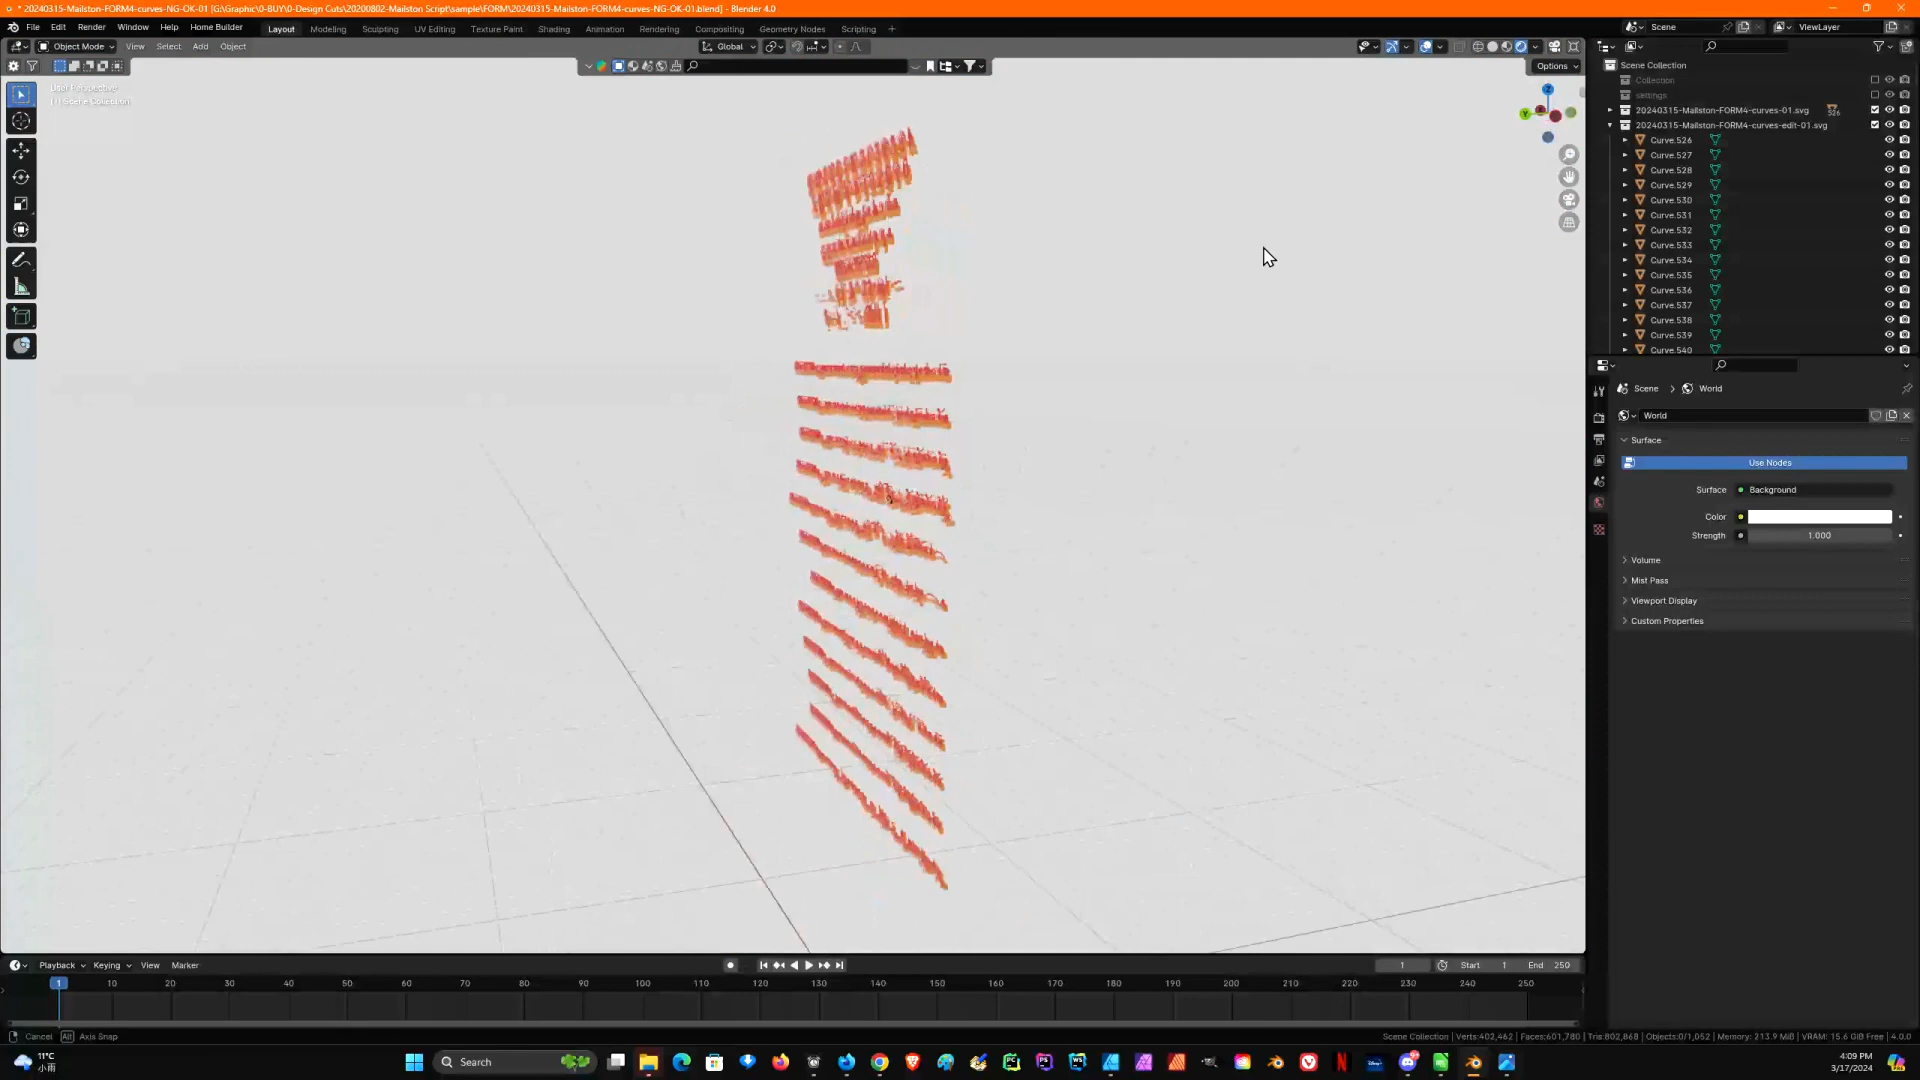 * 20240315-Mailston-FORM4-curves-NG-OK-01 [G:\Graphic\0-BUY\0-Design Cuts\20200802-Mailston Script\sample\FORM\20240315-Mailston-FORM4-curves-NG-OK-01.blend] - Blender 4.0
File Edit Render Window Help Home Builder Layout Modeling Sculpting UV Editing Texture Paint Shading Animation Rendering Compositing Geometry Nodes Scripting + Scene ViewLayer
Object Mode View Select Add Object Global
Options
User Perspective
(1) Scene Collection
Z
Y
Scene Collection
Collection
settings
20240315-Mailston-FORM4-curves-01.svg 526
20240315-Mailston-FORM4-curves-edit-01.svg
Curve.526
Curve.527
Curve.528
Curve.529
Curve.530
Curve.531
Curve.532
Curve.533
Curve.534
Curve.535
Curve.536
Curve.537
Curve.538
Curve.539
Curve.540
Scene > World
World
Surface
Use Nodes
Surface Background
Color
Strength 1.000
Volume
Mist Pass
Viewport Display
Custom Properties
Playback Keying View Marker 1 Start 1 End 250
1 10 20 30 40 50 60 70 80 90 100 110 120 130 140 150 160 170 180 190 200 210 220 230 240 250
Cancel Alt Axis Snap Scene Collection | Verts:402,462 | Faces:601,780 | Tris:802,868 | Objects:0/1,052 | Memory: 213.9 MiB | VRAM: 15.6 GiB Free | 4.0.0
11°C
小雨
Search
4:09 PM
3/17/2024